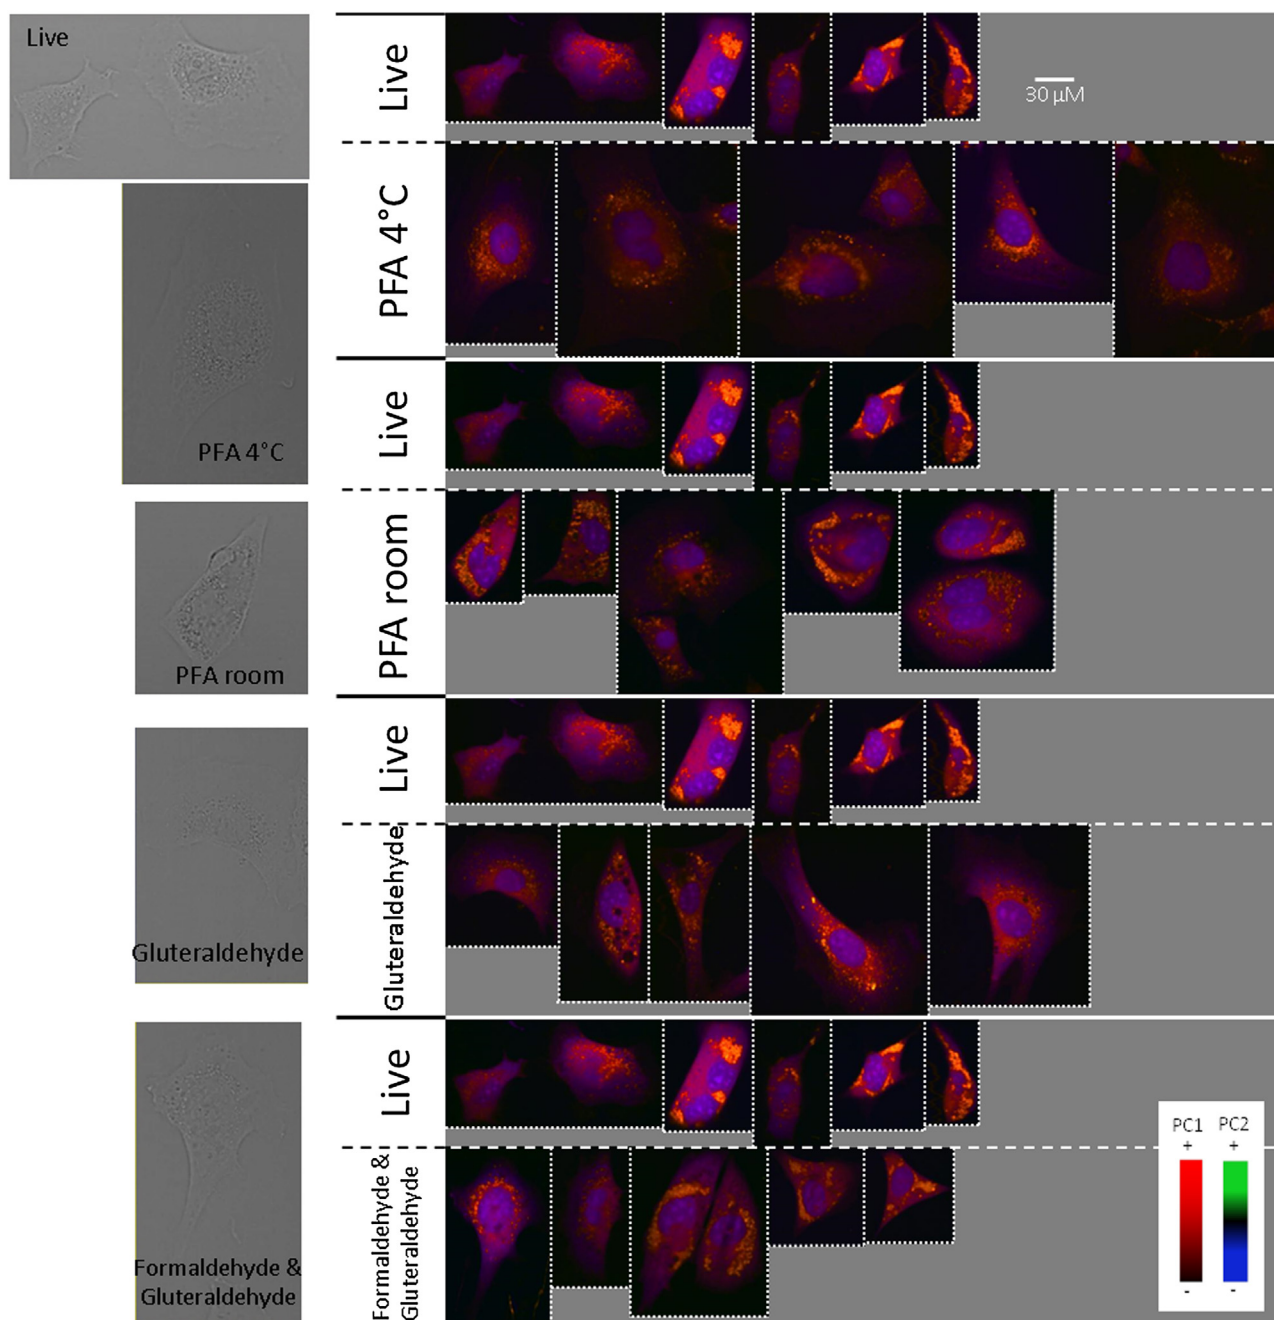 Live
PFA 4°C
PFA room
Gluteraldehyde
Formaldehyde &
Gluteraldehyde
Live
30 µM
PFA 4°C
Live
PFA room
Live
Gluteraldehyde
Live
Formaldehyde &
Gluteraldehyde
PC1 PC2
+ +
- -